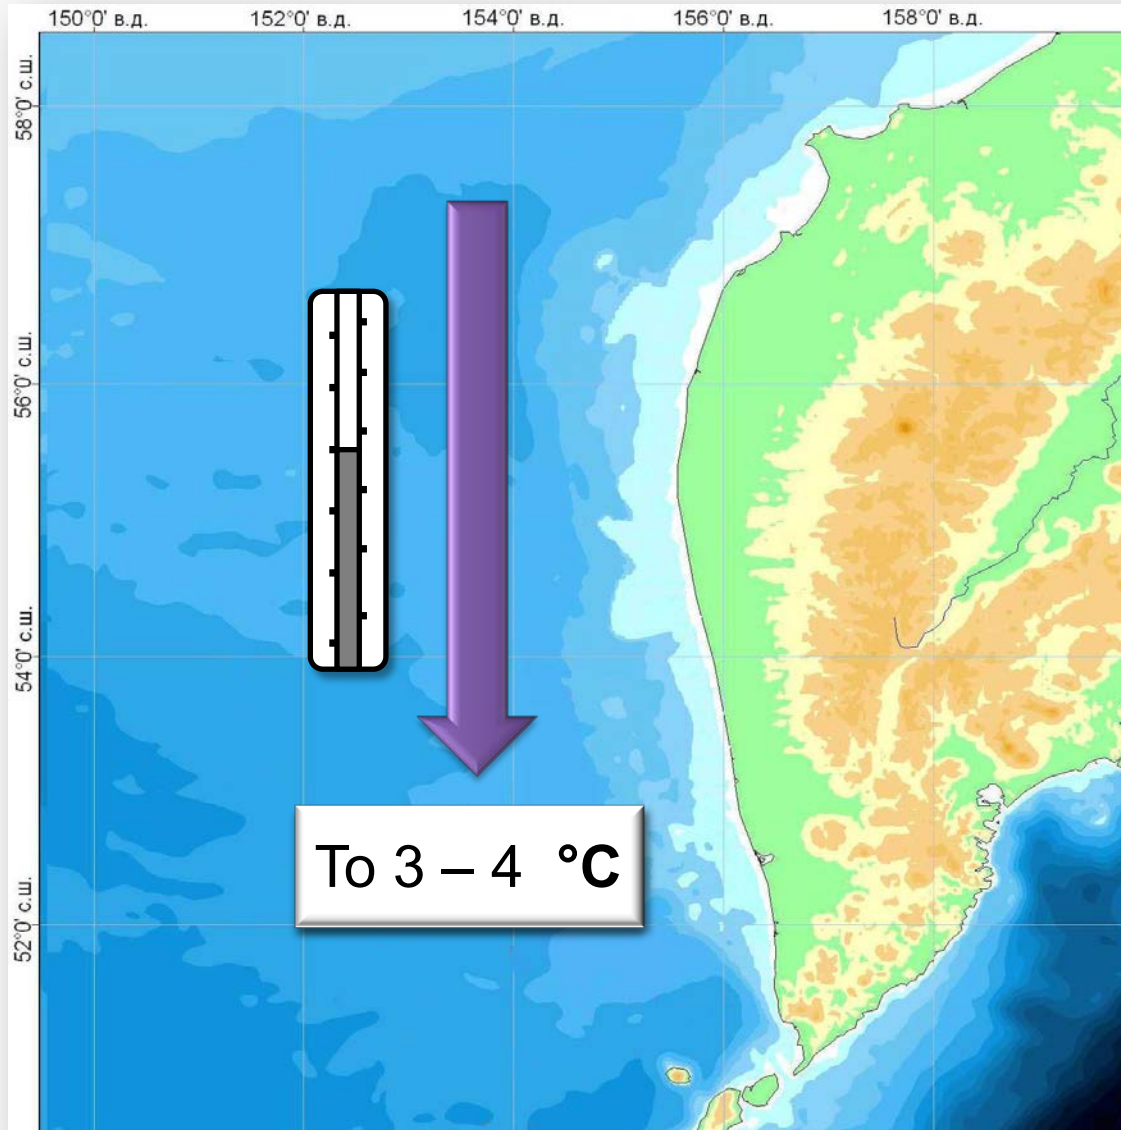 150°0' в.д.
152°0' в.д.
154°0' в.д.
156°0' в.д.
158°0' в.д.
58°0' с.ш.
56°0' с.ш.
54°0' с.ш.
52°0' с.ш.
To 3 – 4 °C